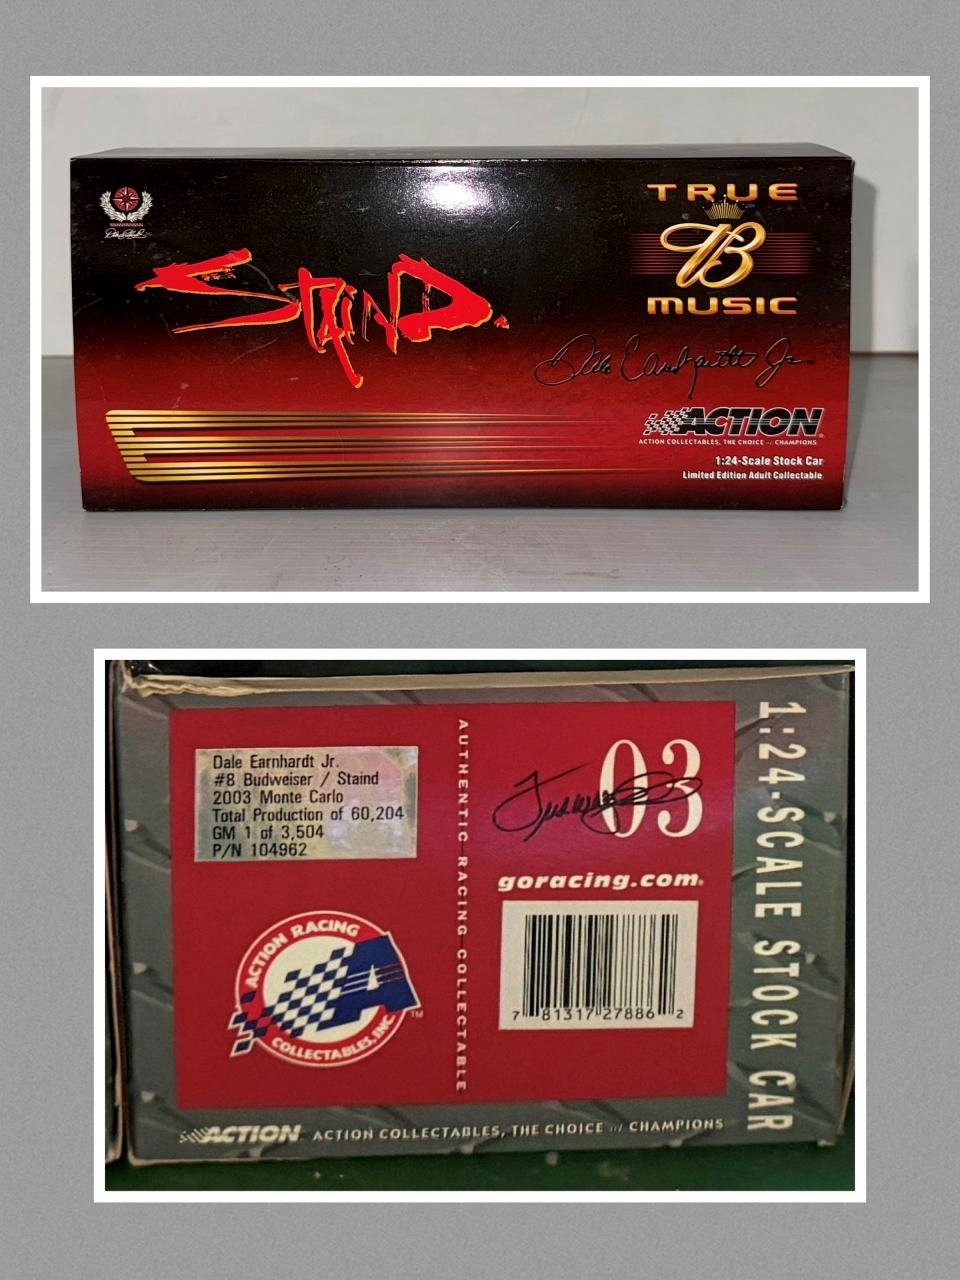 STAIND.
TRUE
B
MUSIC
Dale Earnhardt Jr.
ACTION
ACTION COLLECTABLES, THE CHOICE of CHAMPIONS
1:24-Scale Stock Car
Limited Edition Adult Collectable
Dale Earnhardt Jr.
#8 Budweiser / Staind
2003 Monte Carlo
Total Production of 60,204
GM 1 of 3,504
P/N 104962
AUTHENTIC RACING COLLECTABLE
03
goracing.com
7 81317 27886 2
ACTION RACING
COLLECTABLES, INC.
TM
1:24-SCALE STOCK CAR
ACTION ACTION COLLECTABLES, THE CHOICE of CHAMPIONS